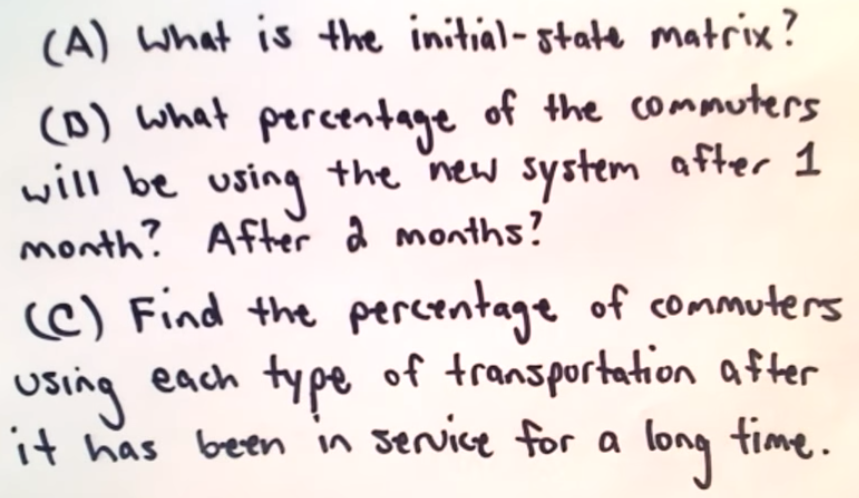 (A) What is the initial-state matrix?
(B) What percentage of the commuters
will be using the new system after 1
month? After 2 months?
(C) Find the percentage of commuters
using each type of transportation after
it has been in service for a long time.